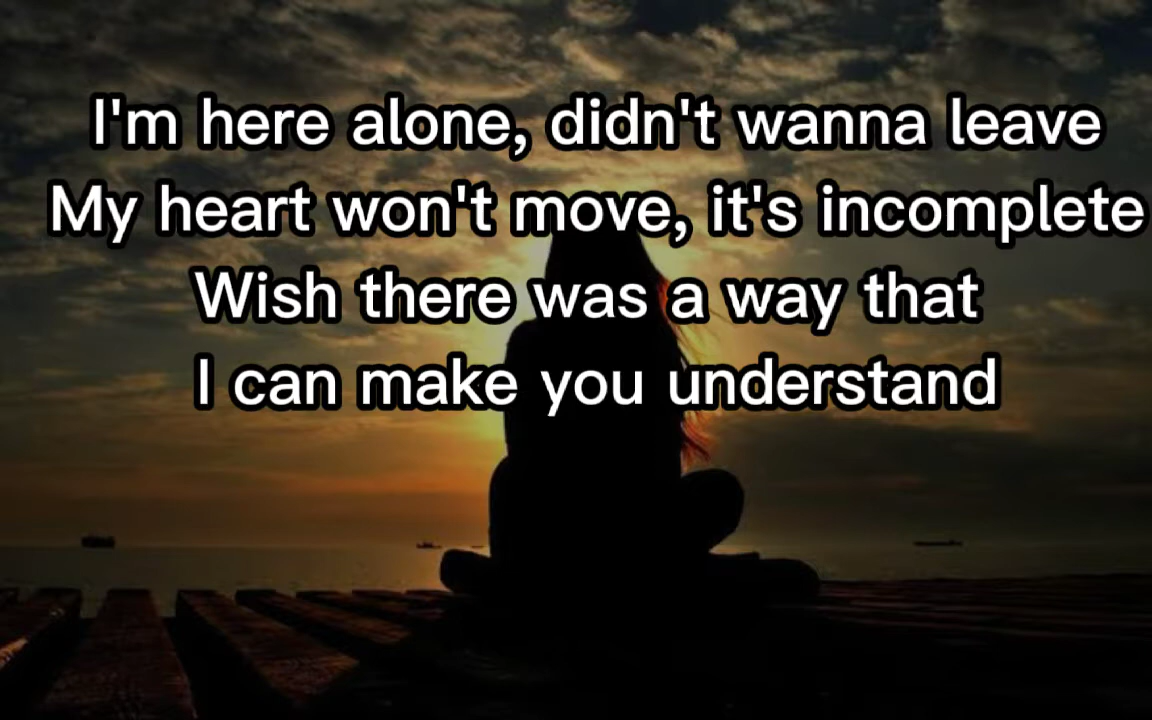 I'm here alone, didn't wanna leave
My heart won't move, it's incomplete
Wish there was a way that
I can make you understand